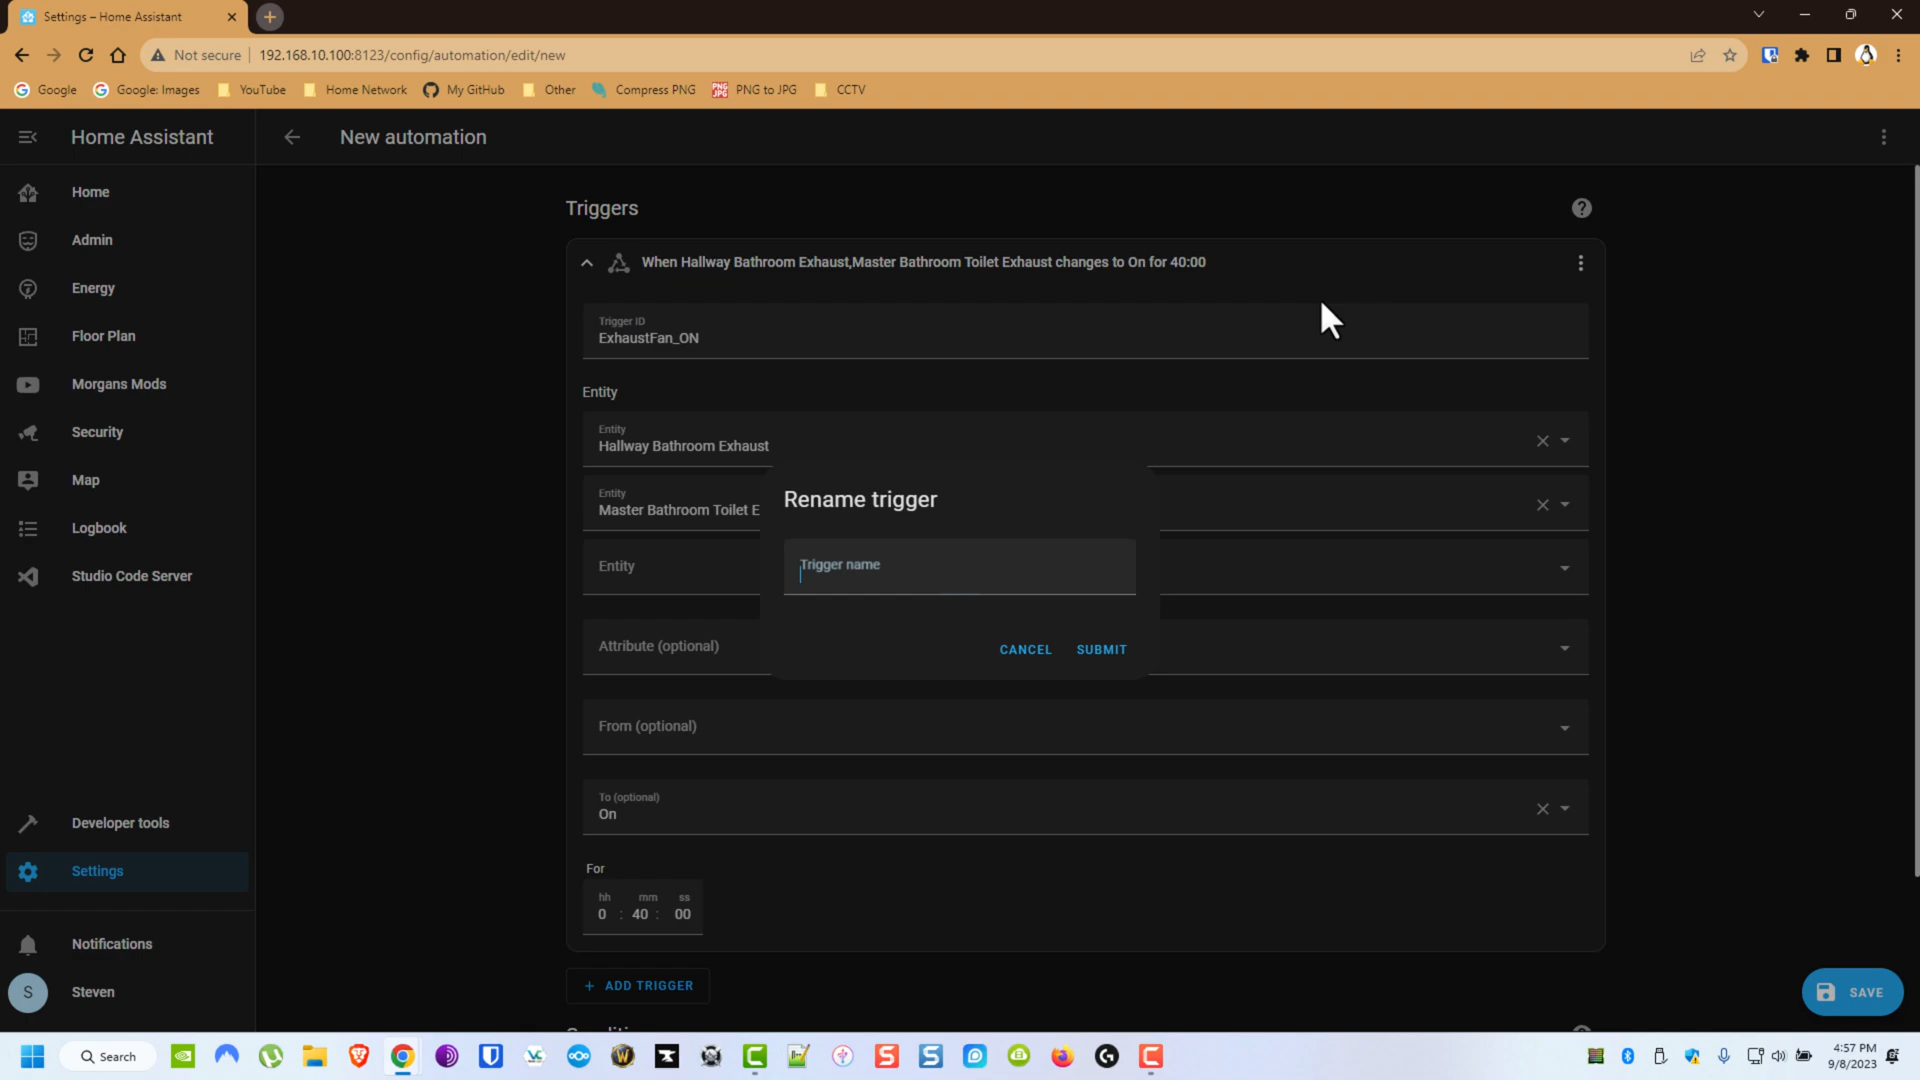 Settings – Home Assistant
Not secure
192.168.10.100:8123/config/automation/edit/new
Google
Google: Images
YouTube
Home Network
My GitHub
Other
Compress PNG
PNG to JPG
CCTV
Home Assistant
New automation
Home
Admin
Energy
Floor Plan
Morgans Mods
Security
Map
Logbook
Studio Code Server
Developer tools
Settings
Notifications
S
Steven
Triggers
When Hallway Bathroom Exhaust,Master Bathroom Toilet Exhaust changes to On for 40:00
Trigger ID
ExhaustFan_ON
Entity
Entity
Hallway Bathroom Exhaust
Entity
Master Bathroom Toilet E
Entity
Attribute (optional)
From (optional)
To (optional)
On
For
hh mm ss
0 : 40 : 00
+ ADD TRIGGER
Rename trigger
Trigger name
CANCEL SUBMIT
SAVE
Search
4:57 PM
9/8/2023